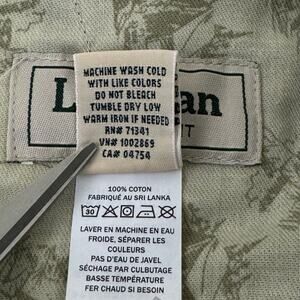 MACHINE WASH COLD
WITH LIKE COLORS
DO NOT BLEACH
TUMBLE DRY LOW
WARM IRON IF NEEDED
RN# 71341
VN# 1002869
CA# 04754
100% COTON
FABRIQUÉ AU SRI LANKA
30
LAVER EN MACHINE EN EAU
FROIDE, SÉPARER LES
COULEURS
PAS D'EAU DE JAVEL
SÉCHAGE PAR CULBUTAGE
BASSE TEMPERATURE
FER CHAUD SI BESOIN